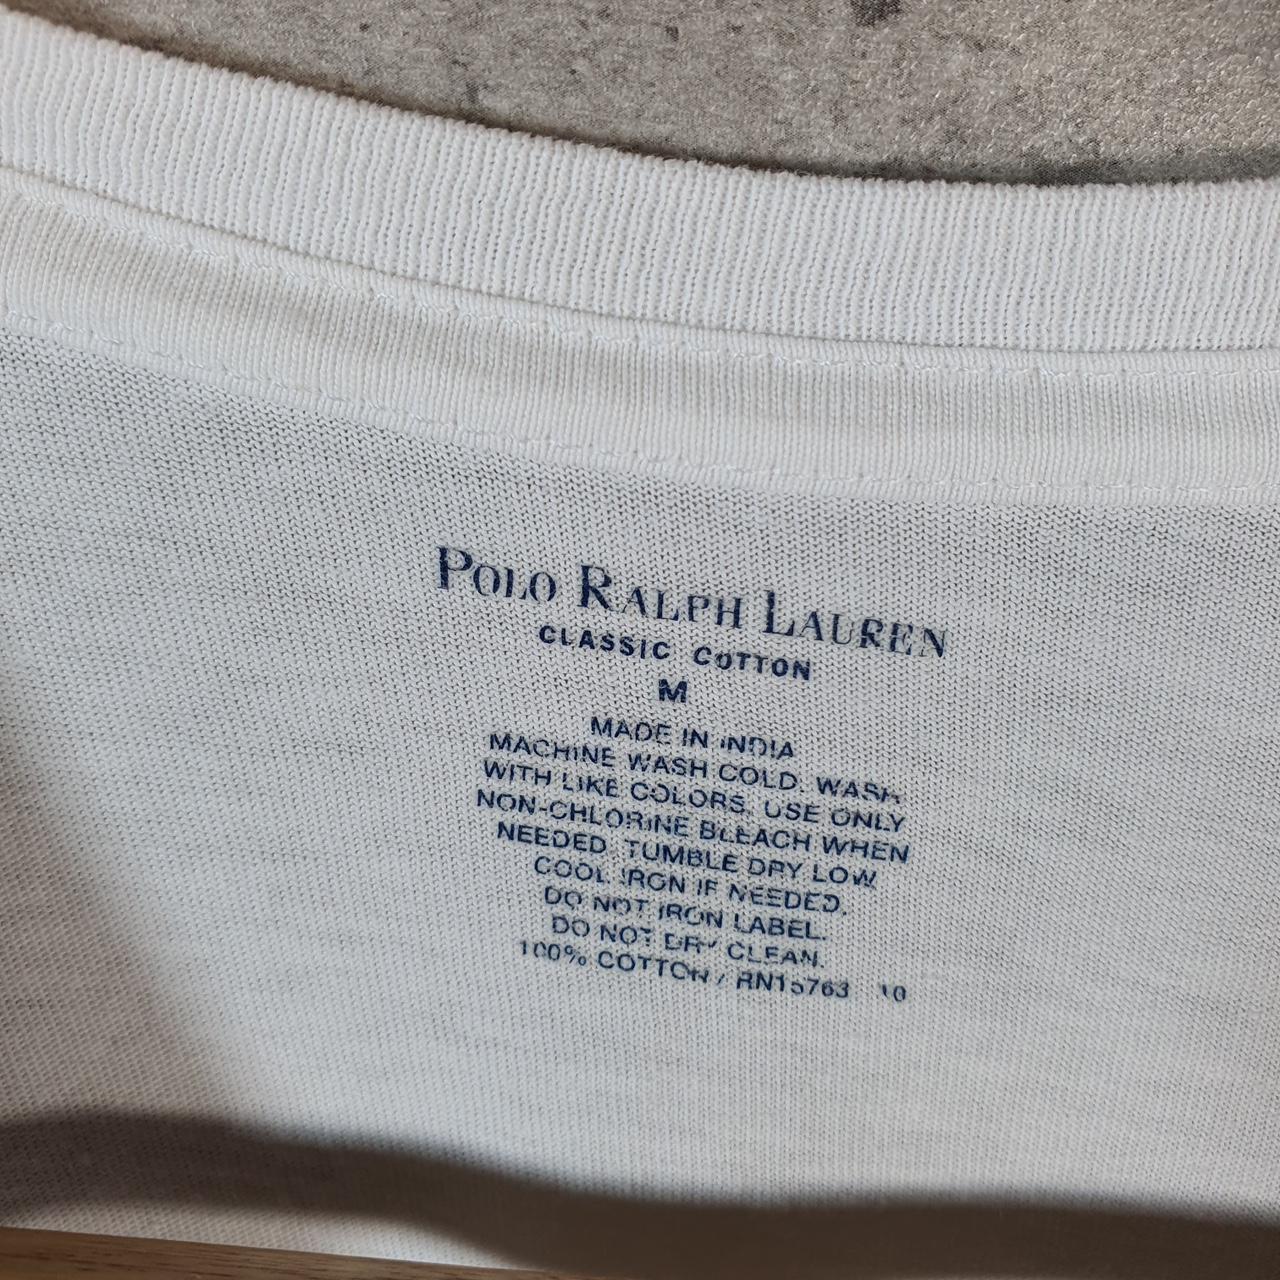 POLO RALPH LAUREN
CLASSIC COTTON
M
MADE IN INDIA
MACHINE WASH COLD. WASH
WITH LIKE COLORS. USE ONLY
NON-CHLORINE BLEACH WHEN
NEEDED. TUMBLE DRY LOW.
COOL IRON IF NEEDED.
DO NOT IRON LABEL.
DO NOT DRY CLEAN.
100% COTTON / RN15763 10